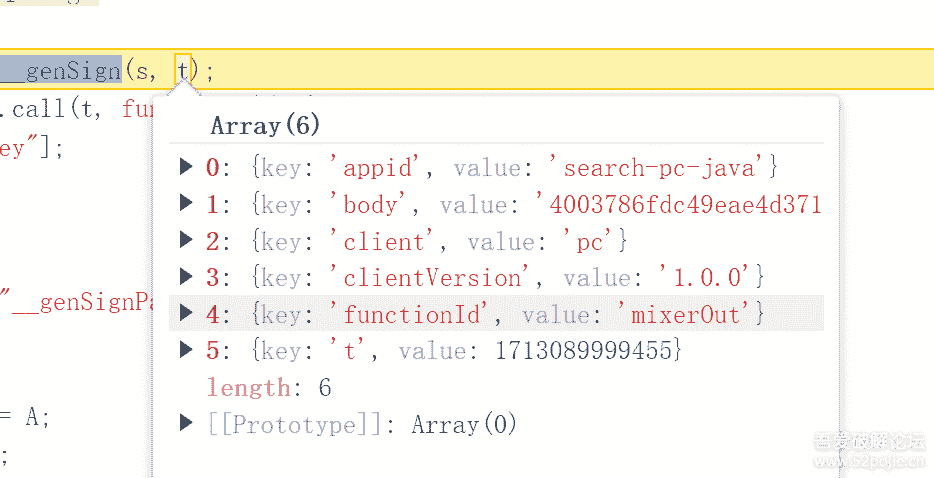 __genSign(s, t);
.call(t, fu
ey"];
Array(6)
▶ 0: {key: 'appid', value: 'search-pc-java'}
▶ 1: {key: 'body', value: '4003786fdc49eae4d371
▶ 2: {key: 'client', value: 'pc'}
▶ 3: {key: 'clientVersion', value: '1.0.0'}
"__genSignPa
▶ 4: {key: 'functionId', value: 'mixerOut'}
▶ 5: {key: 't', value: 1713089999455}
length: 6
= A;
▶ [[Prototype]]: Array(0)
;
吾爱破解论坛
www.52pojie.cn